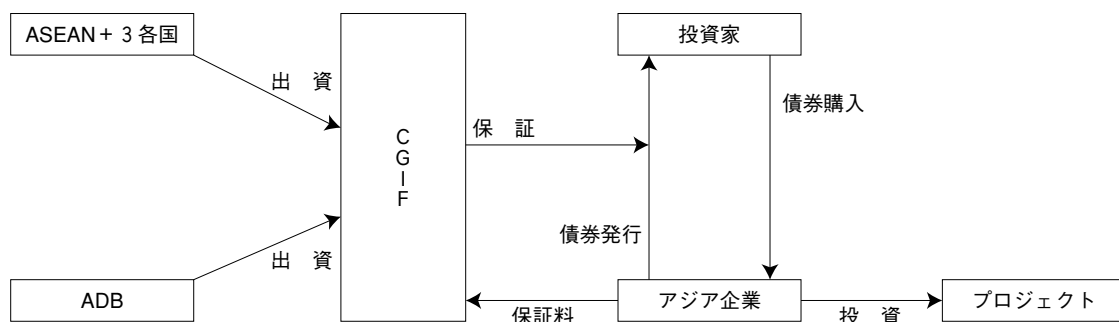 ASEAN+3各国
投資家
出 資
債券購入
保 証
CGIF
債券発行
出 資
ADB
アジア企業
プロジェクト
保証料
投 資